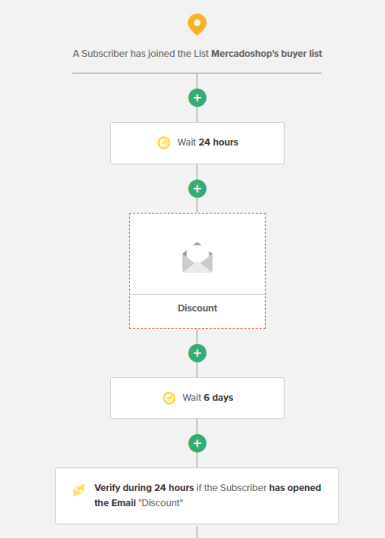 A Subscriber has joined the List Mercadoshop's buyer list
Wait 24 hours
Discount
Wait 6 days
Verify during 24 hours if the Subscriber has opened
the Email "Discount"